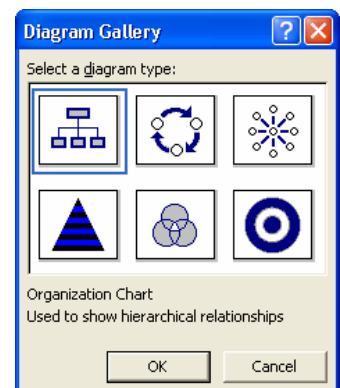 Diagram Gallery
Select a diagram type:
Organization Chart
Used to show hierarchical relationships
OK Cancel